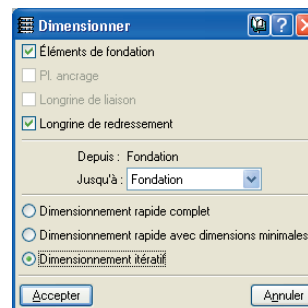 Dimensionner
Éléments de fondation
Pl. ancrage
Longrine de liaison
Longrine de redressement
Depuis : Fondation
Jusqu'à : Fondation
Dimensionnement rapide complet
Dimensionnement rapide avec dimensions minimales
Dimensionnement itératif
Accepter Annuler